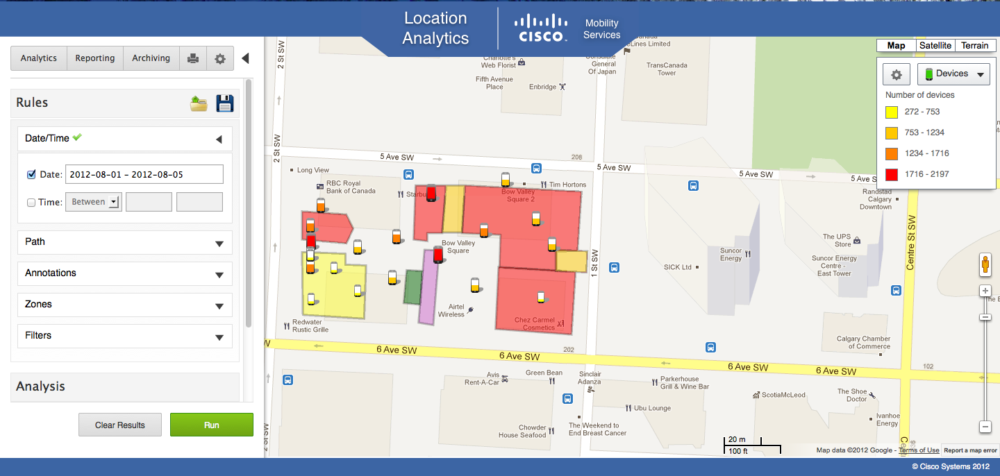 Location
Analytics
CISCO™
Mobility
Services
Analytics
Reporting
Archiving
Rules
Date/Time
Date:
2012-08-01 - 2012-08-05
Time:
Between
Path
Annotations
Zones
Filters
Analysis
Clear Results
Run
Map
Satellite
Terrain
Devices
Number of devices
272 - 753
753 - 1234
1234 - 1716
1716 - 2197
2 St SW
2 St SW
2 St SW
Charlotte's
Web Florist
Fifth Avenue
Place
Enbridge
Consulate
General
Of Japan
Lines Limited
TransCanada
Tower
5 Ave SW
208
5 Ave SW
5 Ave SW
5 Ave SW
Long View
RBC Royal
Bank of Canada
Starbu
Tim Hortons
Bow Valley
Square 2
Bow Valley
Square
Randstad
Calgary
Downtown
Centre St SW
The UPS
Store
Suncor
Energy
SICK Ltd
Suncor Energy
Centre -
East Tower
1 St SW
Airtel
Wireless
Chez Carmel
Cosmetics
Redwater
Rustic Grille
W
6 Ave SW
6 Ave SW
202
6 Ave SW
6 Ave SW
102
Calgary Chamber
of Commerce
Avis
Rent-A-Car
Green Bean
Sinclair
Adanza
Parkerhouse
Grill & Wine Bar
ScotiaMcLeod
The Shoe
Doctor
Ubu Lounge
Ivanhoe
Energy
Chowder
House Seafood
The Weekend to
End Breast Cancer
20 m
100 ft
Map data ©2012 Google - Terms of Use
Report a map error
© Cisco Systems 2012